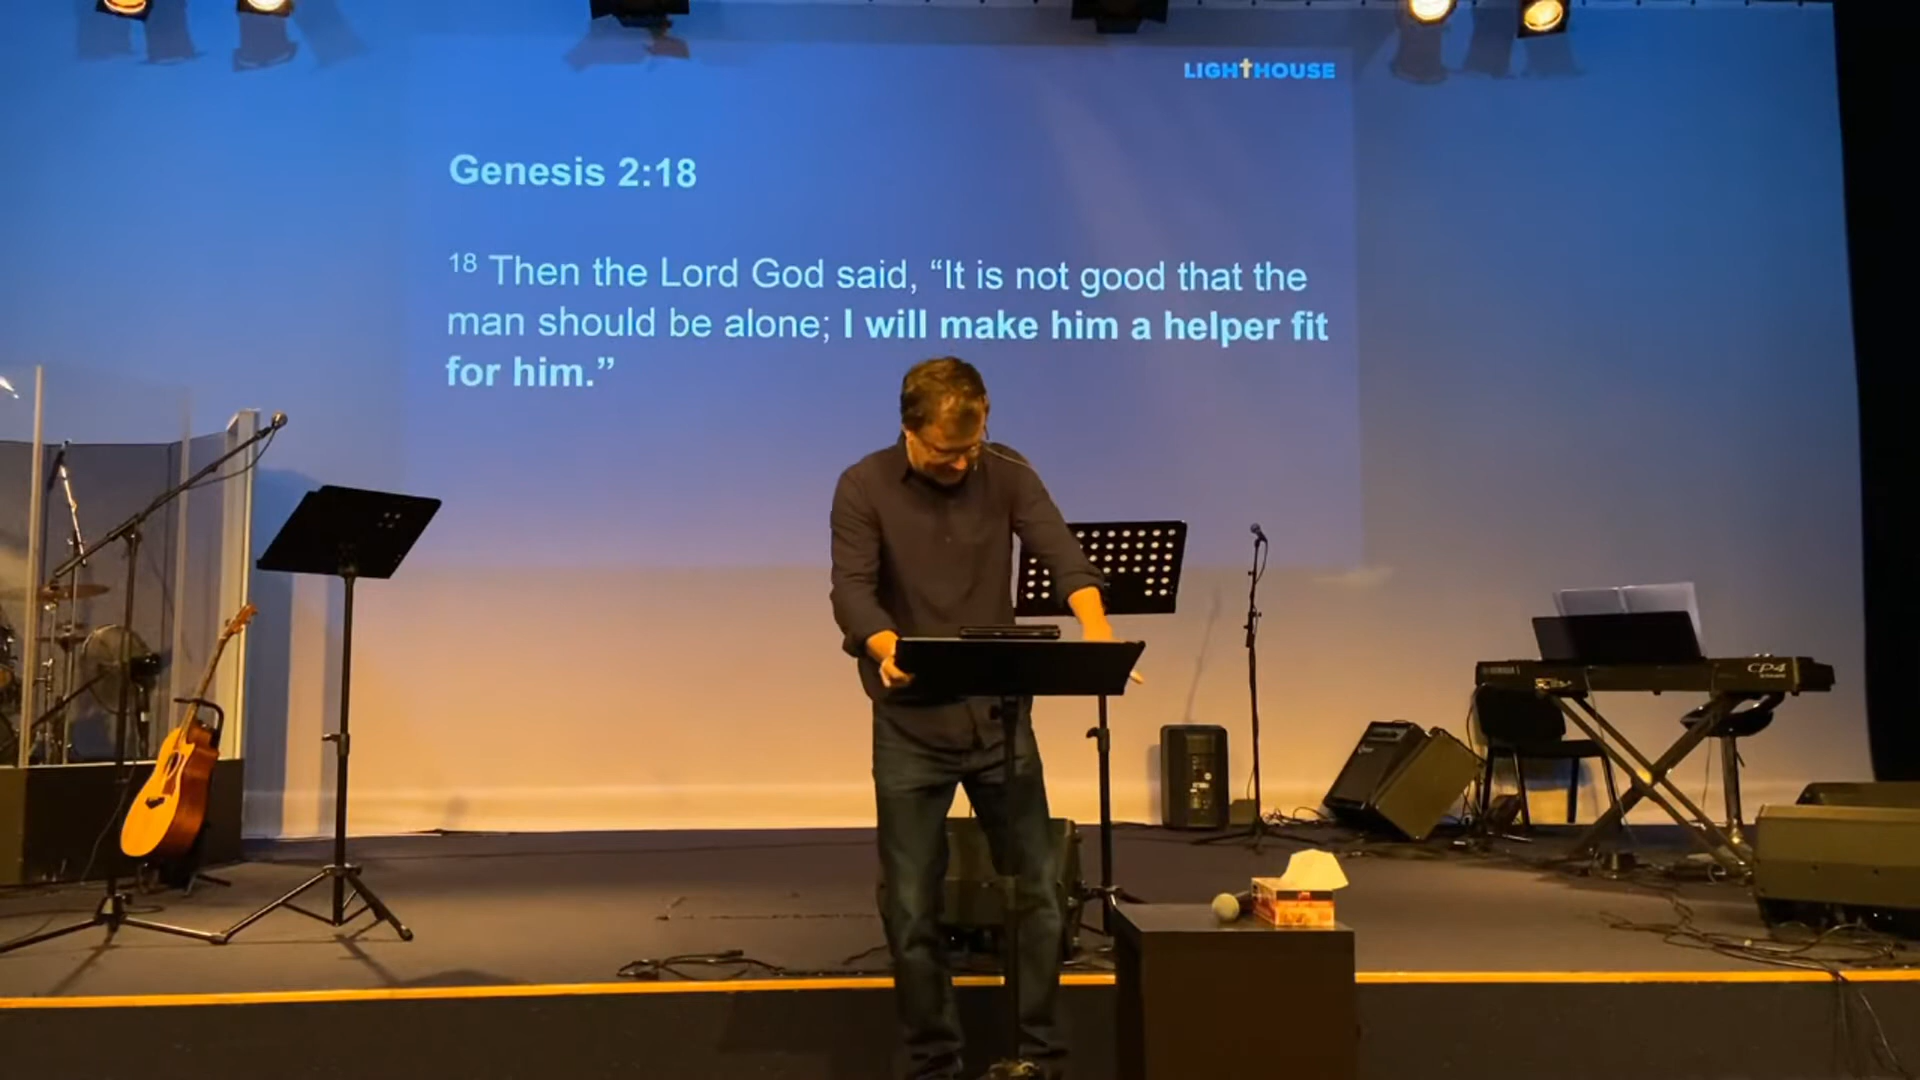 LIGHTHOUSE
Genesis 2:18
18 Then the Lord God said, “It is not good that the
man should be alone; I will make him a helper fit
for him.”
YAMAHA
CP4